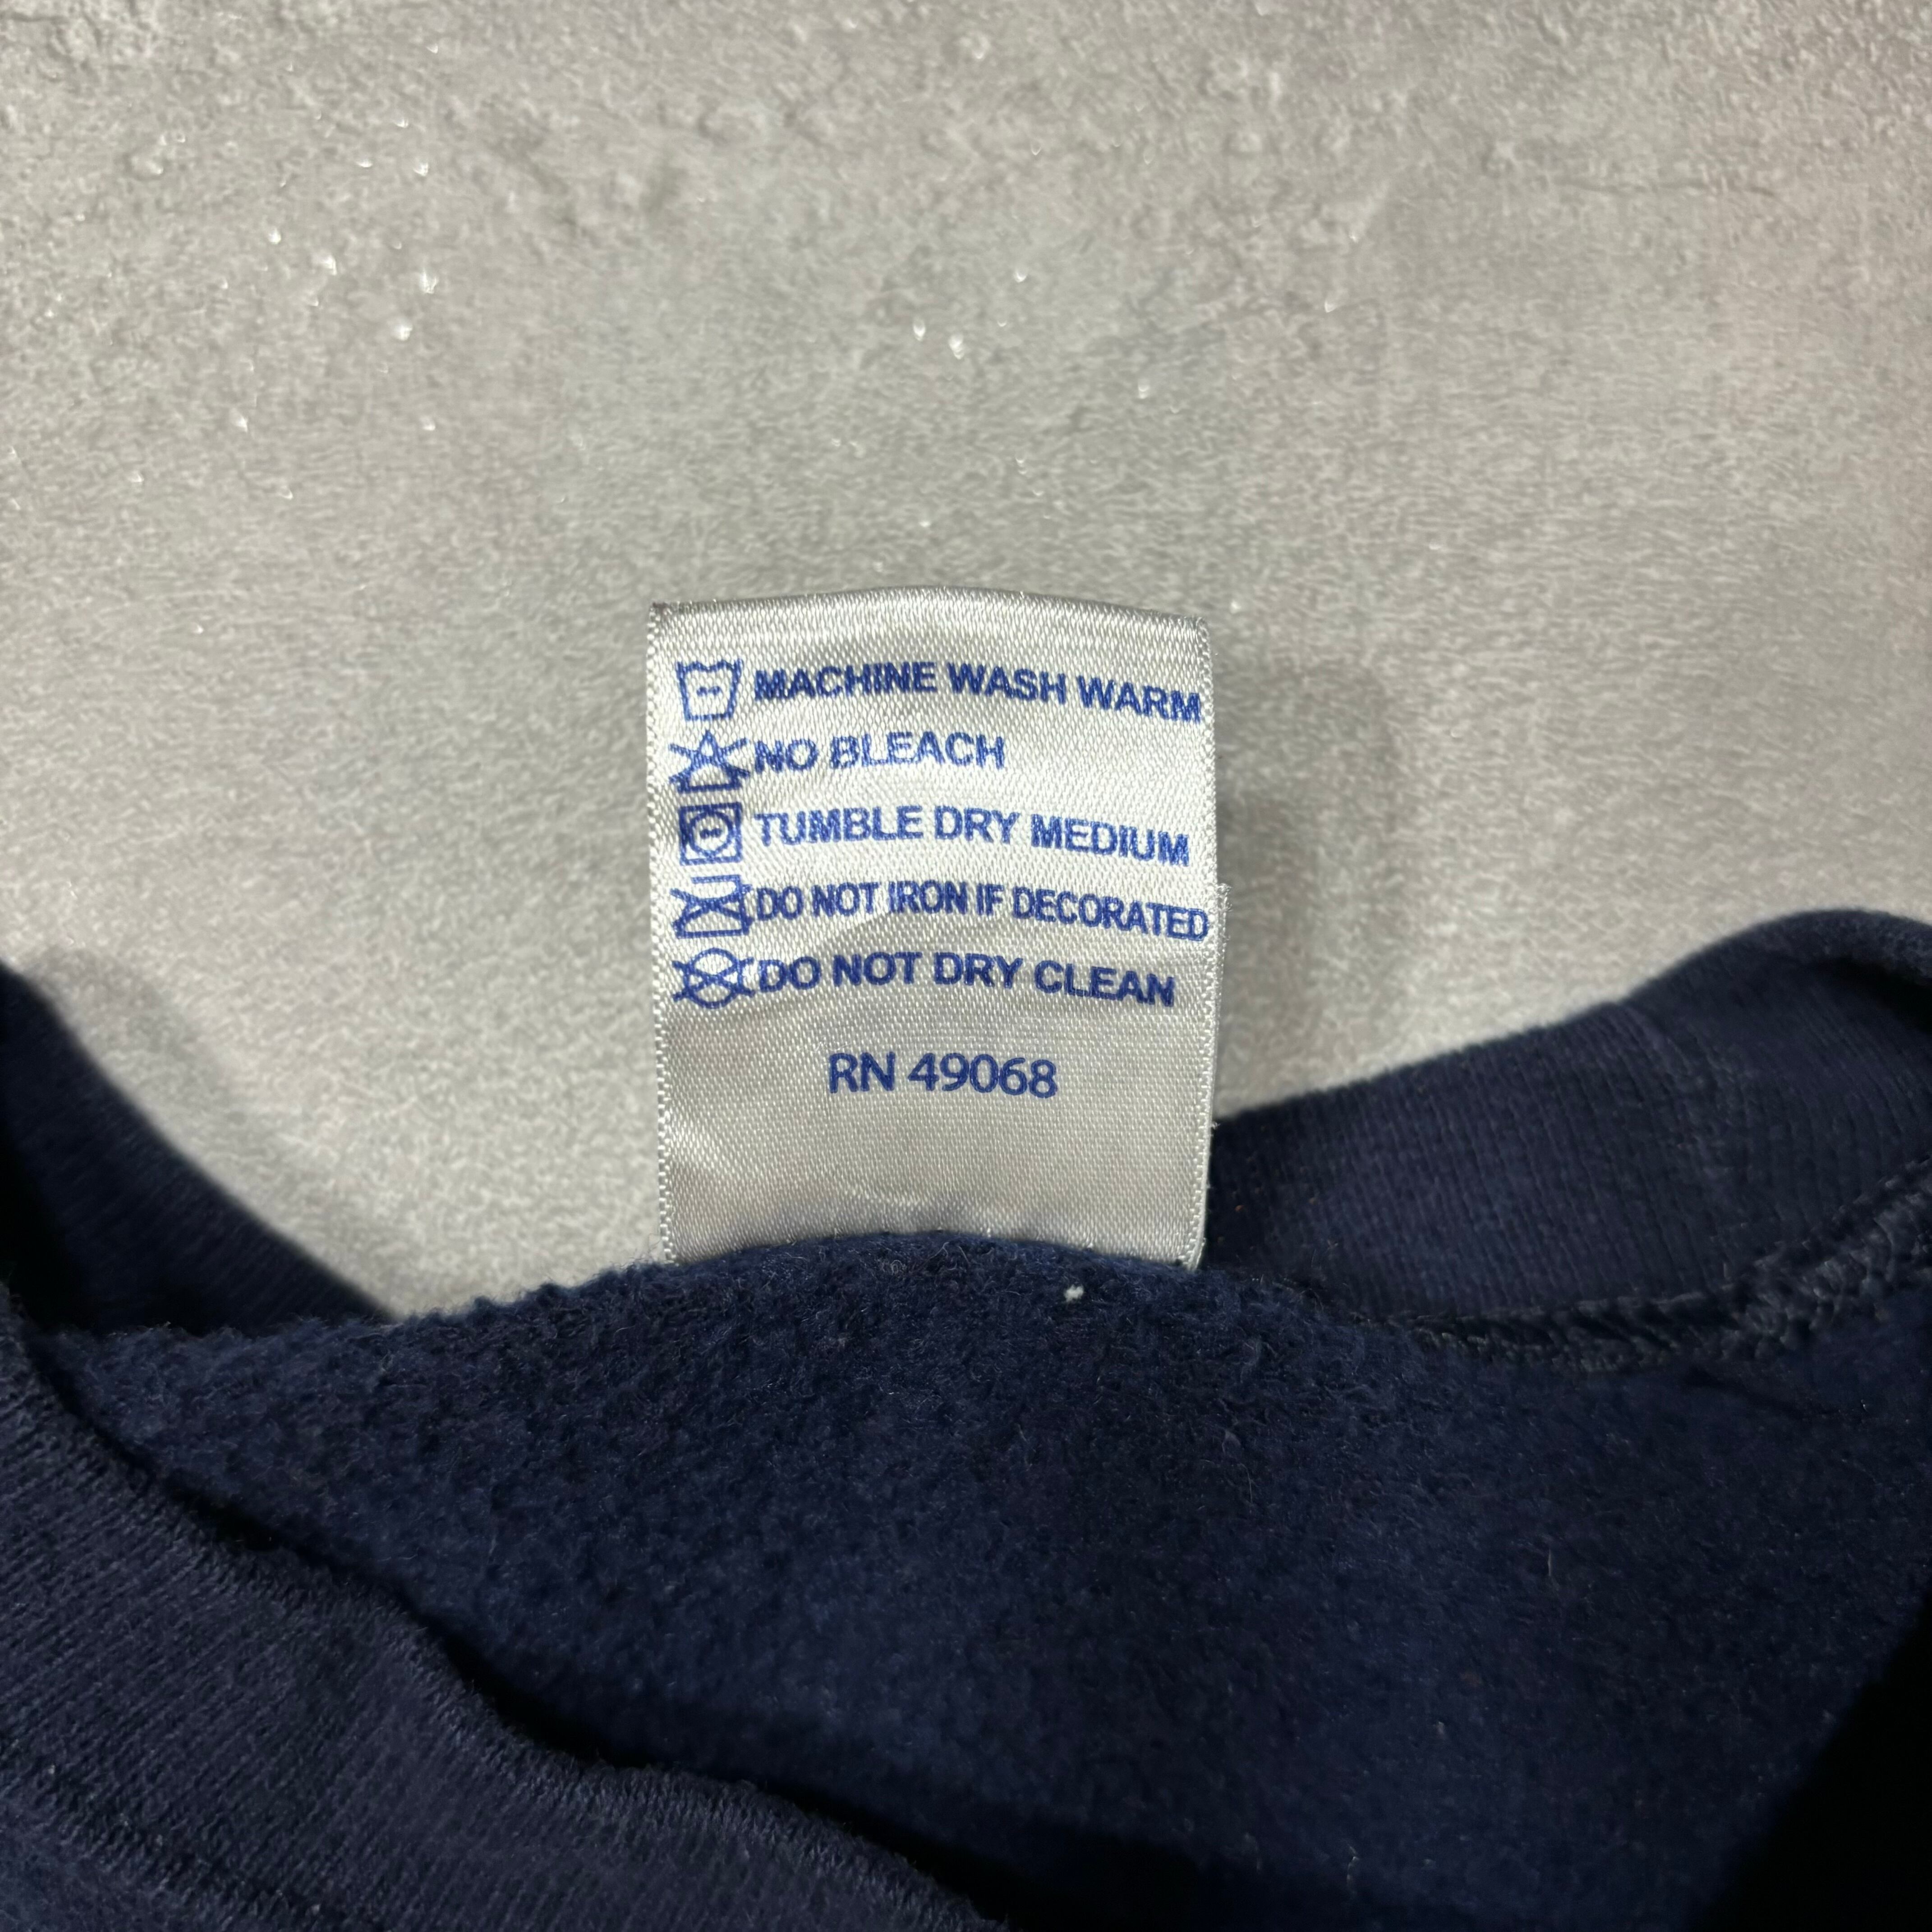 MACHINE WASH WARM
NO BLEACH
TUMBLE DRY MEDIUM
DO NOT IRON IF DECORATED
DO NOT DRY CLEAN
RN 49068